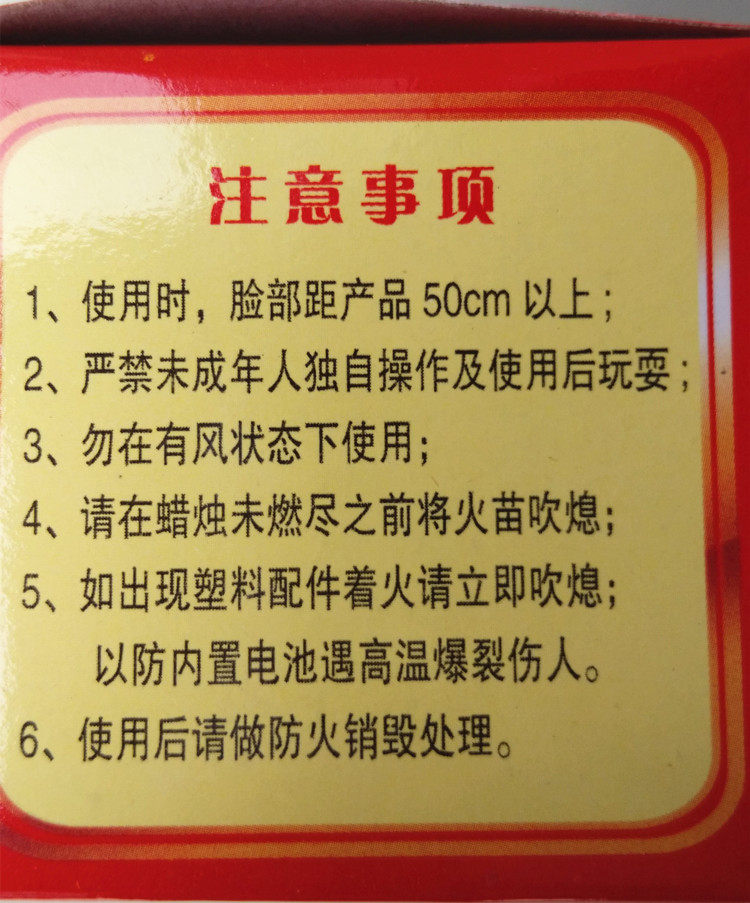 注意事项
1、使用时，脸部距产品50cm以上；
2、严禁未成年人独自操作及使用后玩耍；
3、勿在有风状态下使用；
4、请在蜡烛未燃尽之前将火苗吹熄；
5、如出现塑料配件着火请立即吹熄；
以防内置电池遇高温爆裂伤人。
6、使用后请做防火销毁处理。